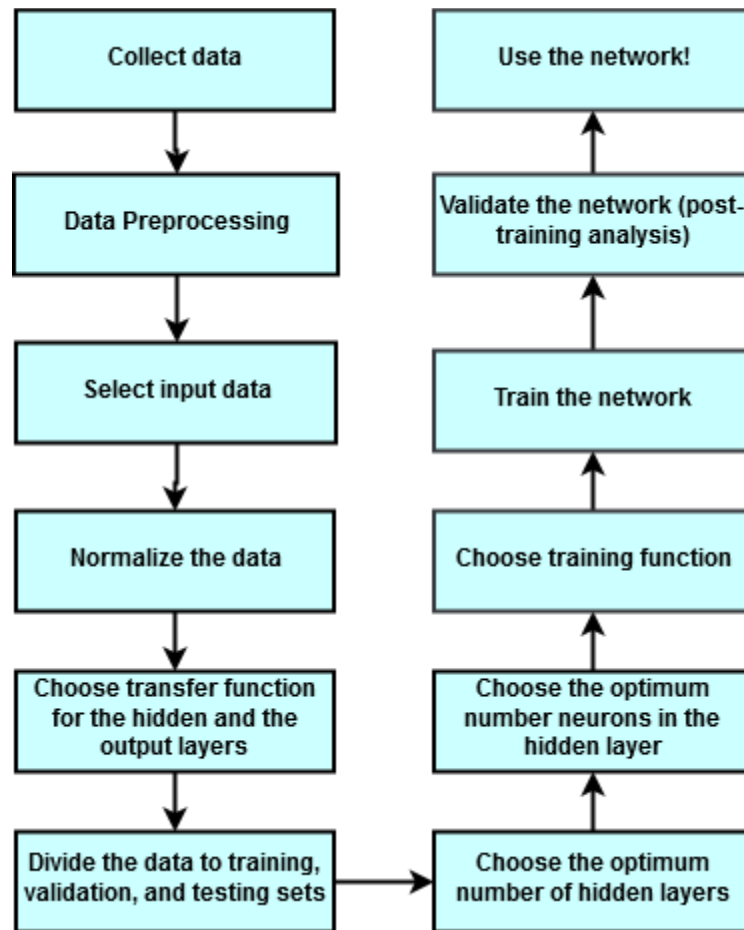 Collect data
Data Preprocessing
Select input data
Normalize the data
Choose transfer function
for the hidden and the
output layers
Divide the data to training,
validation, and testing sets
Choose the optimum
number of hidden layers
Choose the optimum
number neurons in the
hidden layer
Choose training function
Train the network
Validate the network (post-
training analysis)
Use the network!